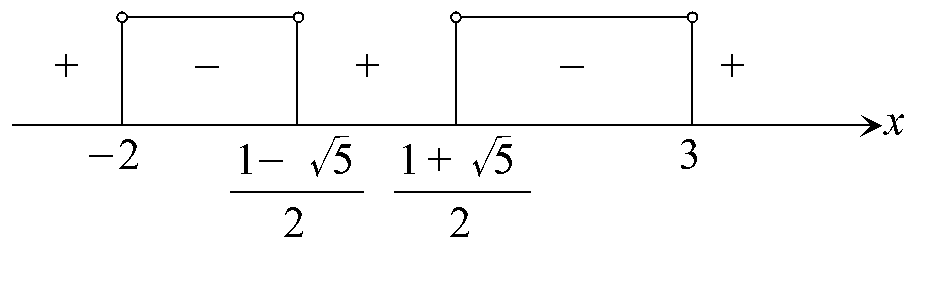 + − + − +
x
−2 1− √5 1 + √5 3
2 2